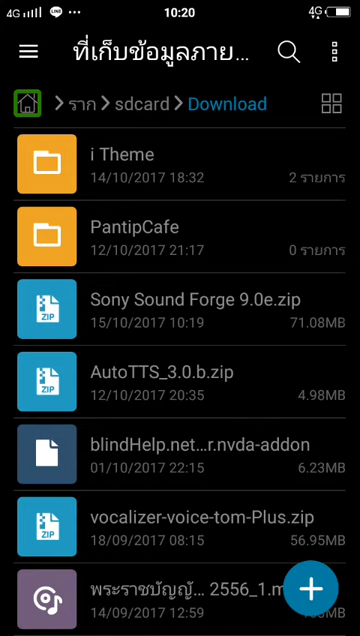 4G LINE ... 10:20 4G
ที่เก็บข้อมูลภาย...
ราก sdcard Download
i Theme
14/10/2017 18:32 2 รายการ
PantipCafe
12/10/2017 21:17 0 รายการ
Sony Sound Forge 9.0e.zip
ZIP
15/10/2017 10:19 71.08MB
AutoTTS_3.0.b.zip
ZIP
12/10/2017 20:35 4.98MB
blindHelp.net...r.nvda-addon
01/10/2017 22:15 6.23MB
vocalizer-voice-tom-Plus.zip
ZIP
18/09/2017 08:15 56.95MB
พระราชบัญญั... 2556_1.m
14/09/2017 12:59